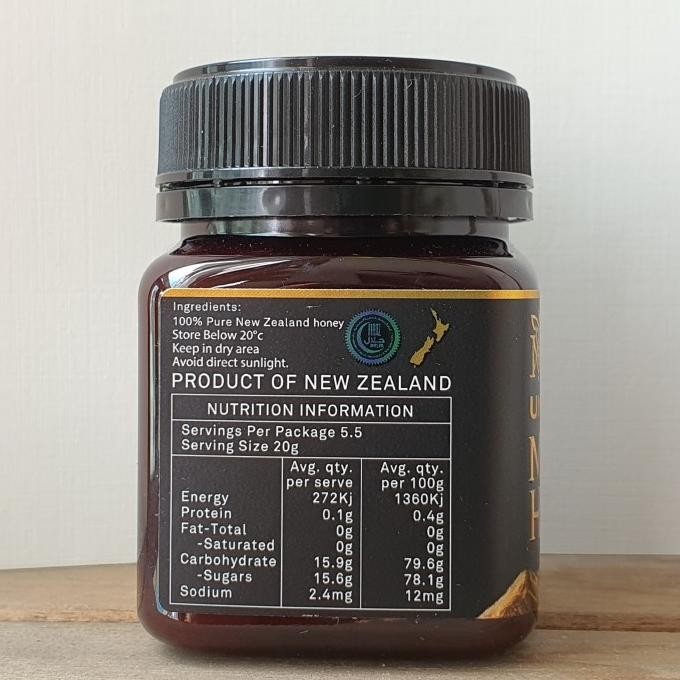 Ingredients:
100% Pure New Zealand honey
Store Below 20°c
Keep in dry area
Avoid direct sunlight.
PRODUCT OF NEW ZEALAND
NUTRITION INFORMATION
Servings Per Package 5.5
Serving Size 20g
Avg. qty. Avg. qty.
per serve per 100g
Energy 272Kj 1360Kj
Protein 0.1g 0.4g
Fat-Total 0g 0g
-Saturated 0g 0g
Carbohydrate 15.9g 79.6g
-Sugars 15.6g 78.1g
Sodium 2.4mg 12mg